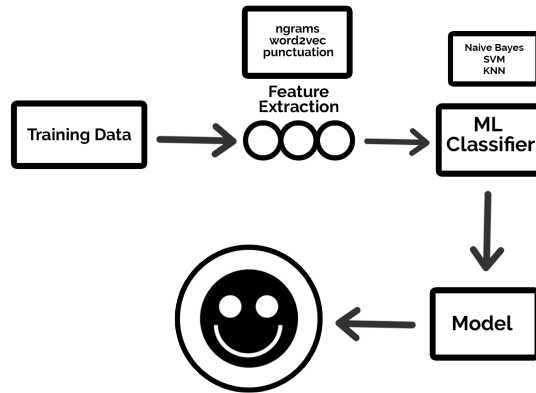 ngrams
word2vec
punctuation
Naive Bayes
SVM
KNN
Feature
Extraction
Training Data
ML
Classifier
Model